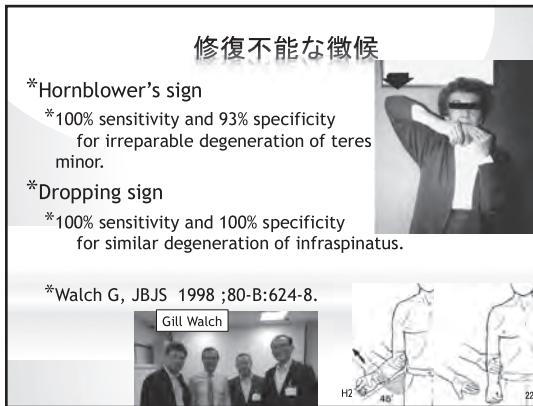 修復不能な徴候
*Hornblower's sign
*100% sensitivity and 93% specificity
for irreparable degeneration of teres
minor.
*Dropping sign
*100% sensitivity and 100% specificity
for similar degeneration of infraspinatus.
*Walch G, JBJS 1998 ;80-B:624-8.
Gill Walch
H2
45°
22